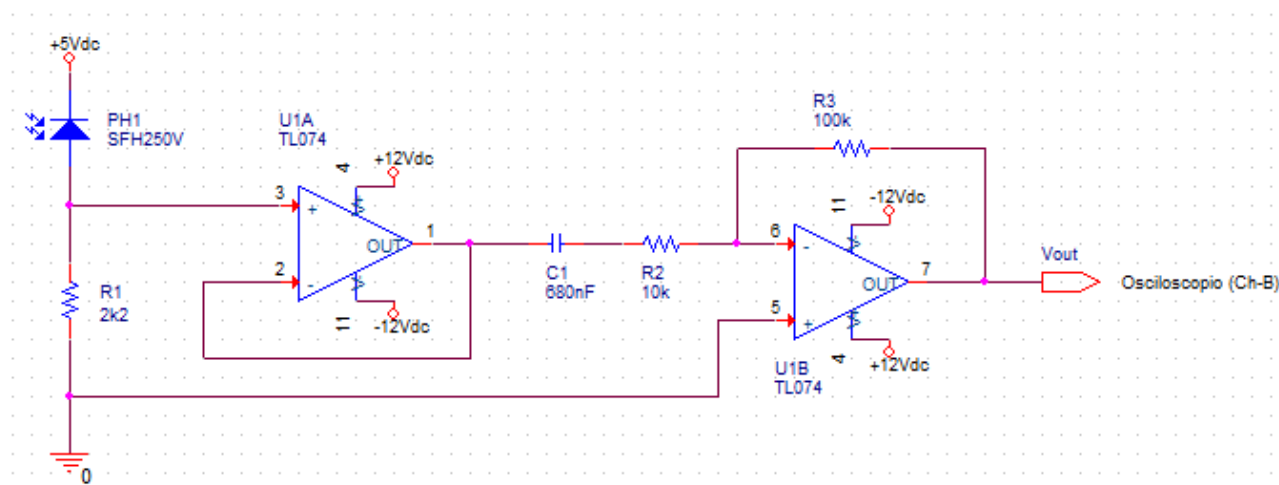 +5Vdc
PH1
SFH250V
R1
2k2
0
U1A
TL074
3
+
2
-
4
+12Vdc
OUT
1
11
-12Vdc
C1
680nF
R2
10k
R3
100k
6
-
5
+
11
-12Vdc
OUT
7
4
+12Vdc
U1B
TL074
Vout
Osciloscopio (Ch-B)